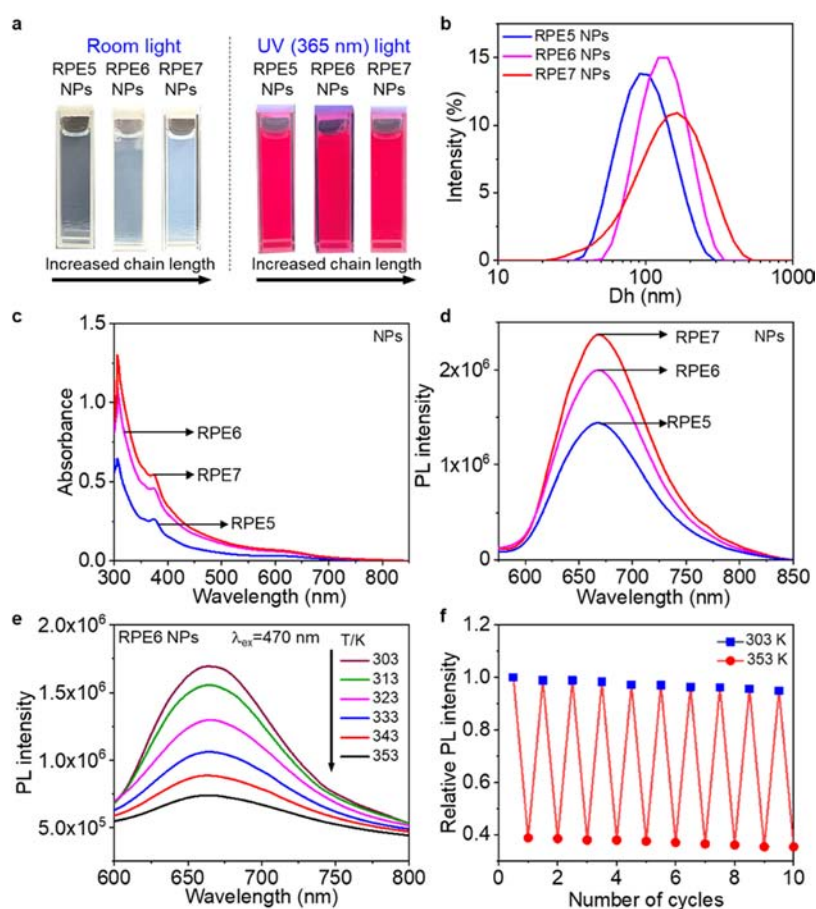 a
Room light
UV (365 nm) light
RPE5 RPE6 RPE7
NPs NPs NPs
RPE5 RPE6 RPE7
NPs NPs NPs
Increased chain length
Increased chain length
b
RPE5 NPs
RPE6 NPs
RPE7 NPs
Intensity (%)
15
10
5
0
10 100 1000
Dh (nm)
c
NPs
Absorbance
1.5
1.0
0.5
0.0
RPE6
RPE7
RPE5
300 400 500 600 700 800
Wavelength (nm)
d
NPs
PL intensity
2x10⁶
1x10⁶
0
RPE7
RPE6
RPE5
600 650 700 750 800 850
Wavelength (nm)
e
RPE6 NPs
λex=470 nm
T/K
303
313
323
333
343
353
PL intensity
2.0x10⁶
1.5x10⁶
1.0x10⁶
5.0x10⁵
600 650 700 750 800
Wavelength (nm)
f
303 K
353 K
Relative PL intensity
1.2
1.0
0.8
0.6
0.4
0 2 4 6 8 10
Number of cycles